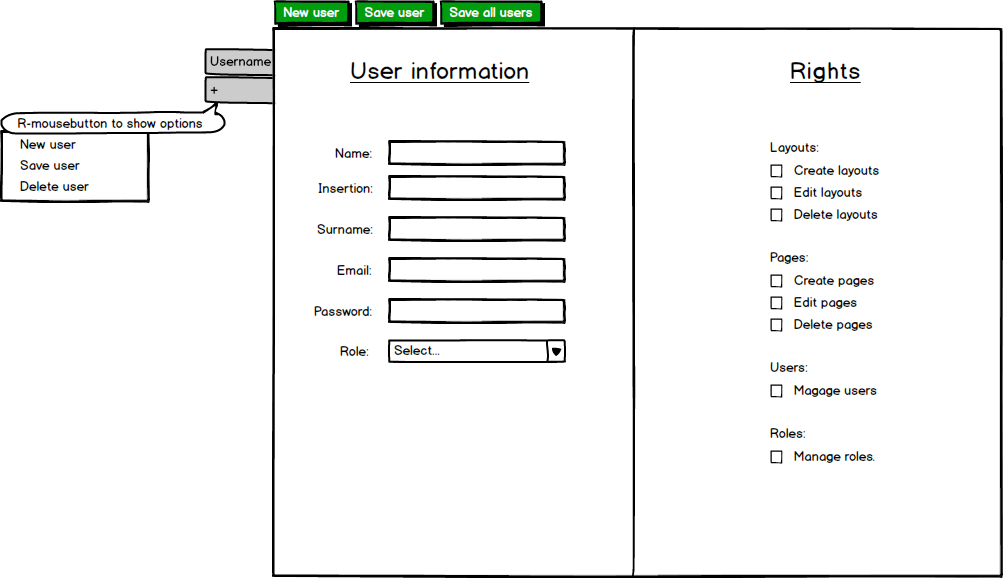 New user
Save user
Save all users
Username
+
R-mousebutton to show options
New user
Save user
Delete user
User information
Name:
Insertion:
Surname:
Email:
Password:
Role:
Select...
Rights
Layouts:
Create layouts
Edit layouts
Delete layouts
Pages:
Create pages
Edit pages
Delete pages
Users:
Magage users
Roles:
Manage roles.